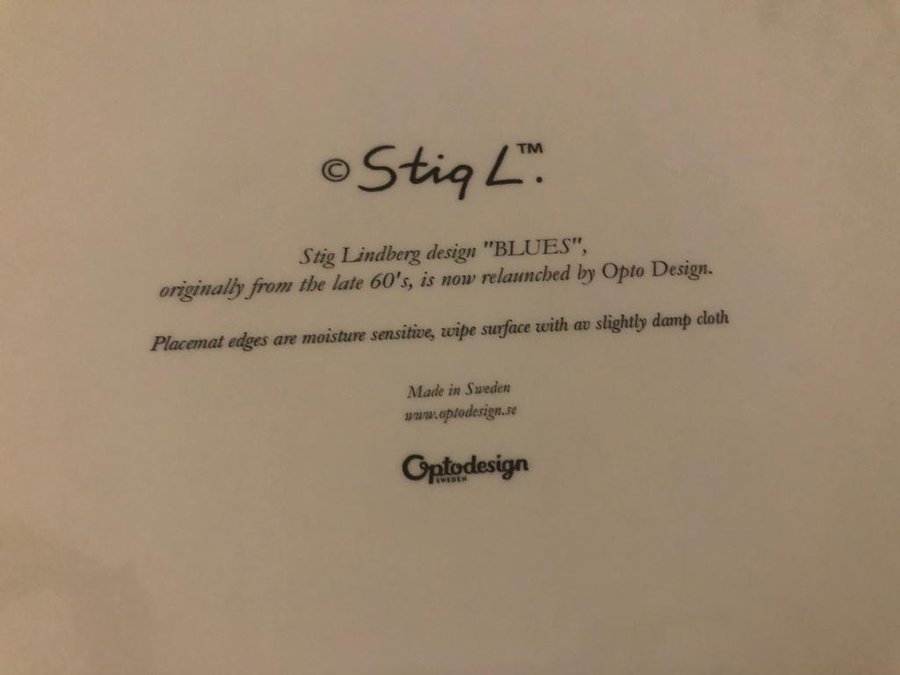 © Stig L.™
Stig Lindberg design "BLUES",
originally from the late 60's, is now relaunched by Opto Design.
Placemat edges are moisture sensitive, wipe surface with av slightly damp cloth
Made in Sweden
www.optodesign.se
Optodesign
SWEDEN